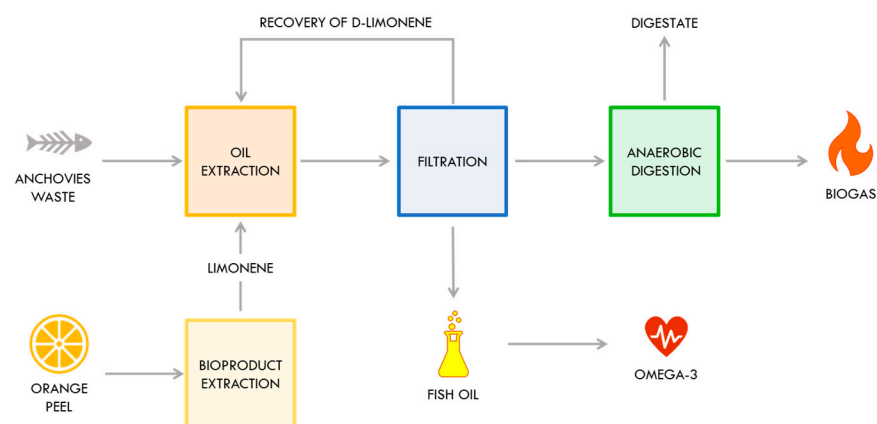 RECOVERY OF D-LIMONENE
DIGESTATE
OIL
EXTRACTION
FILTRATION
ANAEROBIC
DIGESTION
ANCHOVIES
WASTE
BIOGAS
LIMONENE
BIOPRODUCT
EXTRACTION
ORANGE
PEEL
FISH OIL
OMEGA-3